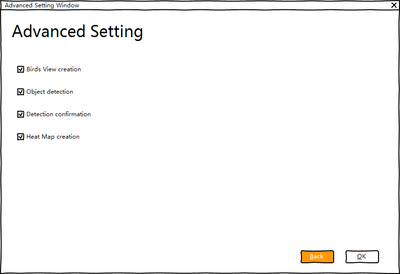 Advanced Setting Window
Advanced Setting
Birds View creation
Object detection
Detection confirmation
Heat Map creation
Back OK